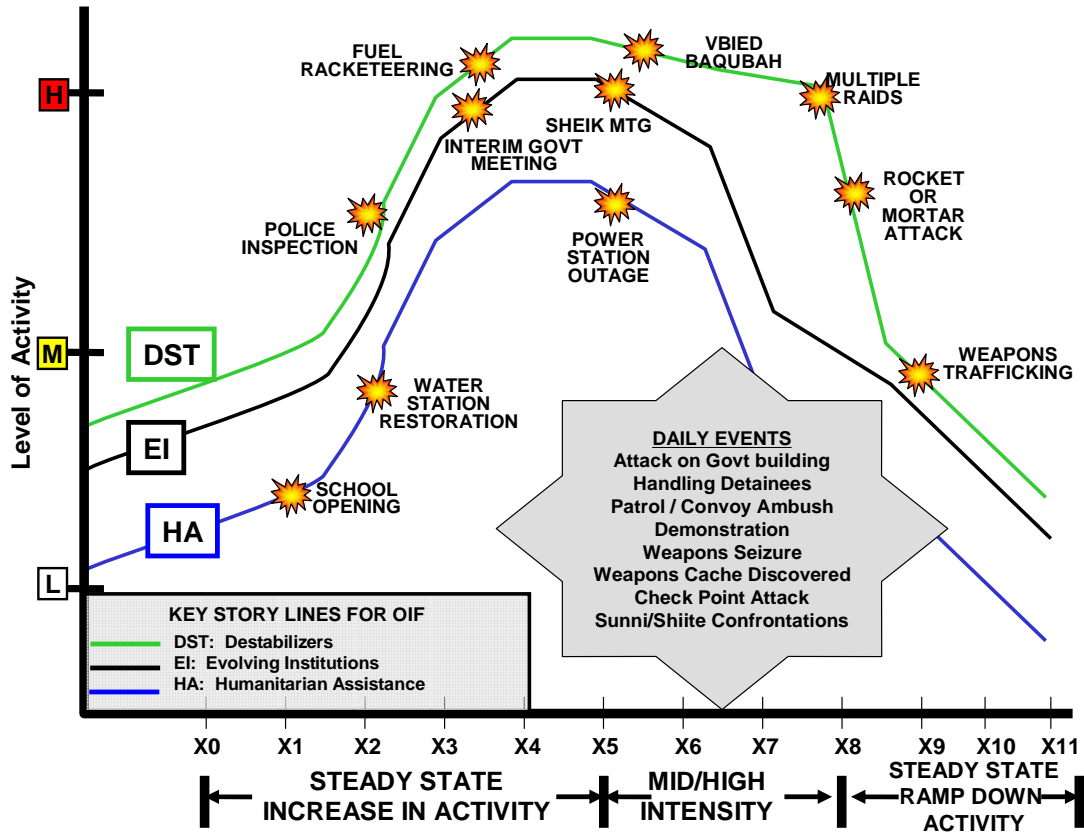 FUEL
RACKETEERING
VBIED
BAQUBAH
MULTIPLE
RAIDS
H
SHEIK MTG
INTERIM GOVT
MEETING
ROCKET
OR
MORTAR
ATTACK
POLICE
INSPECTION
POWER
STATION
OUTAGE
Level of Activity
M
DST
WEAPONS
TRAFFICKING
WATER
STATION
RESTORATION
EI
SCHOOL
OPENING
HA
L
DAILY EVENTS
Attack on Govt building
Handling Detainees
Patrol / Convoy Ambush
Demonstration
Weapons Seizure
Weapons Cache Discovered
Check Point Attack
Sunni/Shiite Confrontations
KEY STORY LINES FOR OIF
DST: Destabilizers
EI: Evolving Institutions
HA: Humanitarian Assistance
X0 X1 X2 X3 X4 X5 X6 X7 X8 X9 X10 X11
STEADY STATE
INCREASE IN ACTIVITY
MID/HIGH
INTENSITY
STEADY STATE
RAMP DOWN
ACTIVITY